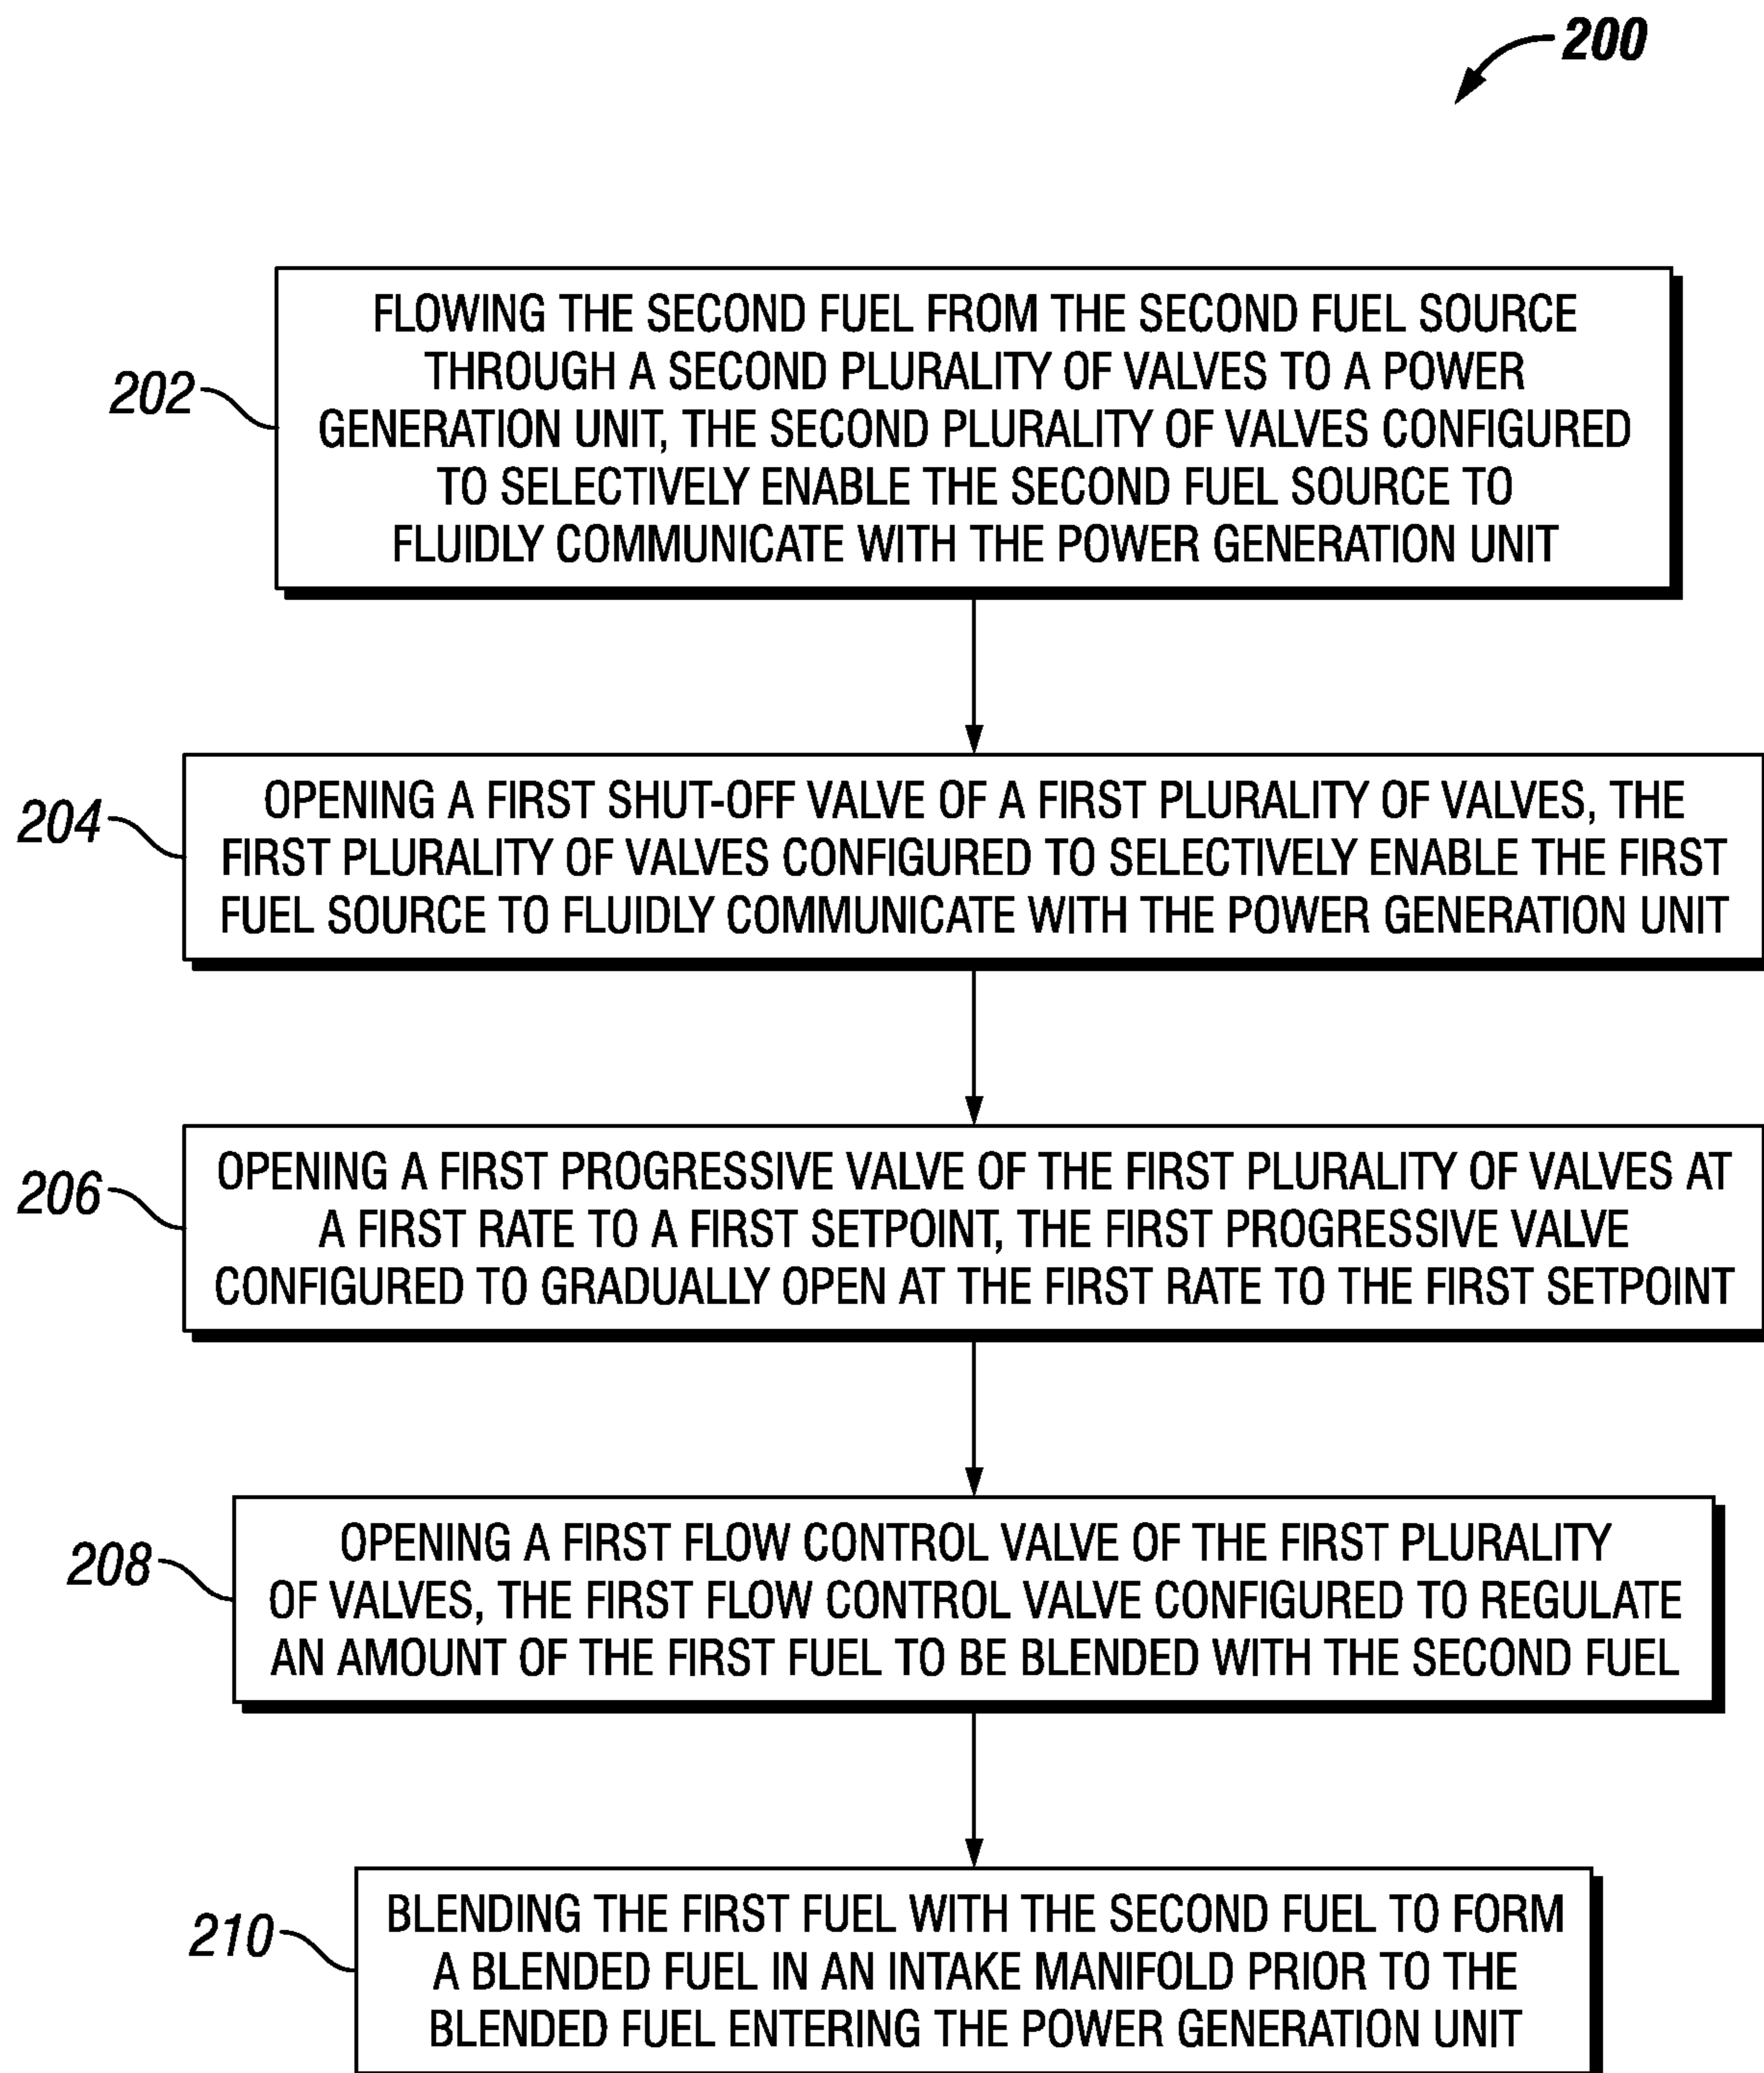 200
202
FLOWING THE SECOND FUEL FROM THE SECOND FUEL SOURCE
THROUGH A SECOND PLURALITY OF VALVES TO A POWER
GENERATION UNIT, THE SECOND PLURALITY OF VALVES CONFIGURED
TO SELECTIVELY ENABLE THE SECOND FUEL SOURCE TO
FLUIDLY COMMUNICATE WITH THE POWER GENERATION UNIT
204
OPENING A FIRST SHUT-OFF VALVE OF A FIRST PLURALITY OF VALVES, THE
FIRST PLURALITY OF VALVES CONFIGURED TO SELECTIVELY ENABLE THE FIRST
FUEL SOURCE TO FLUIDLY COMMUNICATE WITH THE POWER GENERATION UNIT
206
OPENING A FIRST PROGRESSIVE VALVE OF THE FIRST PLURALITY OF VALVES AT
A FIRST RATE TO A FIRST SETPOINT, THE FIRST PROGRESSIVE VALVE
CONFIGURED TO GRADUALLY OPEN AT THE FIRST RATE TO THE FIRST SETPOINT
208
OPENING A FIRST FLOW CONTROL VALVE OF THE FIRST PLURALITY
OF VALVES, THE FIRST FLOW CONTROL VALVE CONFIGURED TO REGULATE
AN AMOUNT OF THE FIRST FUEL TO BE BLENDED WITH THE SECOND FUEL
210
BLENDING THE FIRST FUEL WITH THE SECOND FUEL TO FORM
A BLENDED FUEL IN AN INTAKE MANIFOLD PRIOR TO THE
BLENDED FUEL ENTERING THE POWER GENERATION UNIT